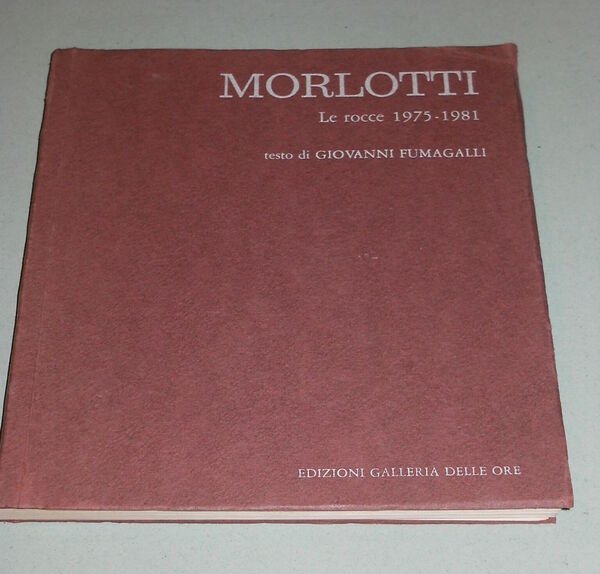 MORLOTTI
Le rocce 1975-1981
testo di GIOVANNI FUMAGALLI
EDIZIONI GALLERIA DELLE ORE